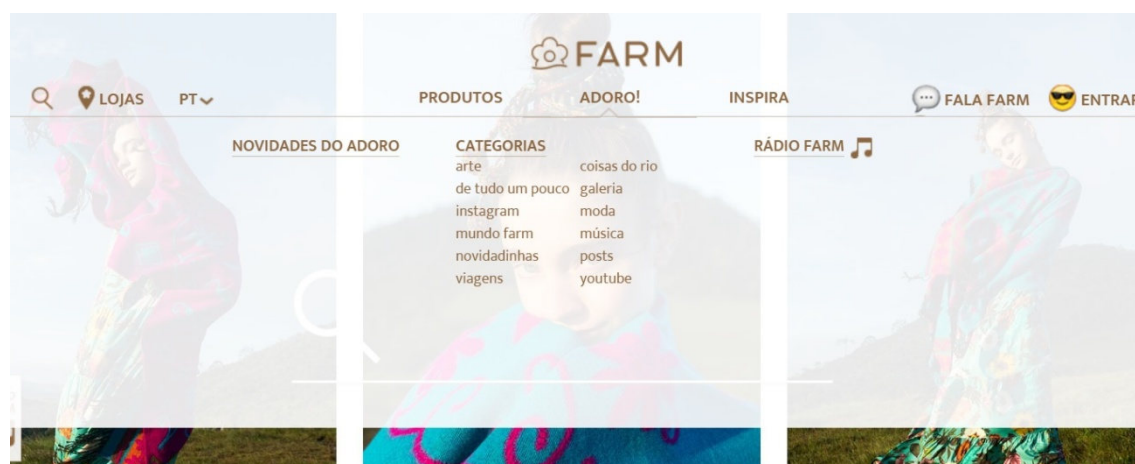 FARM
LOJAS
PT
PRODUTOS
ADORO!
INSPIRA
FALA FARM
ENTRAR
NOVIDADES DO ADORO
CATEGORIAS
arte
de tudo um pouco
instagram
mundo farm
novidadinhas
viagens
coisas do rio
galeria
moda
música
posts
youtube
RÁDIO FARM